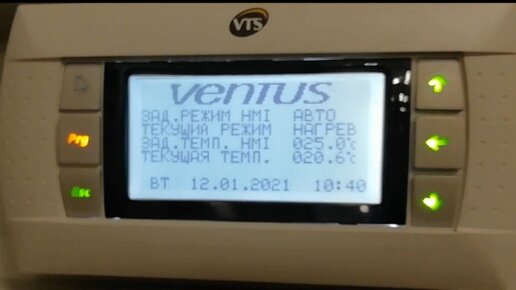 VTS
VENTUS
ЗАД.РЕЖИМ HMI АВТО
ТЕКУЩИЙ РЕЖИМ НАГРЕВ
ЗАД.ТЕМП. HMI 025.0°c
ТЕКУЩАЯ ТЕМП. 020.6°c
Prg
Esc
ВТ 12.01.2021 10:40